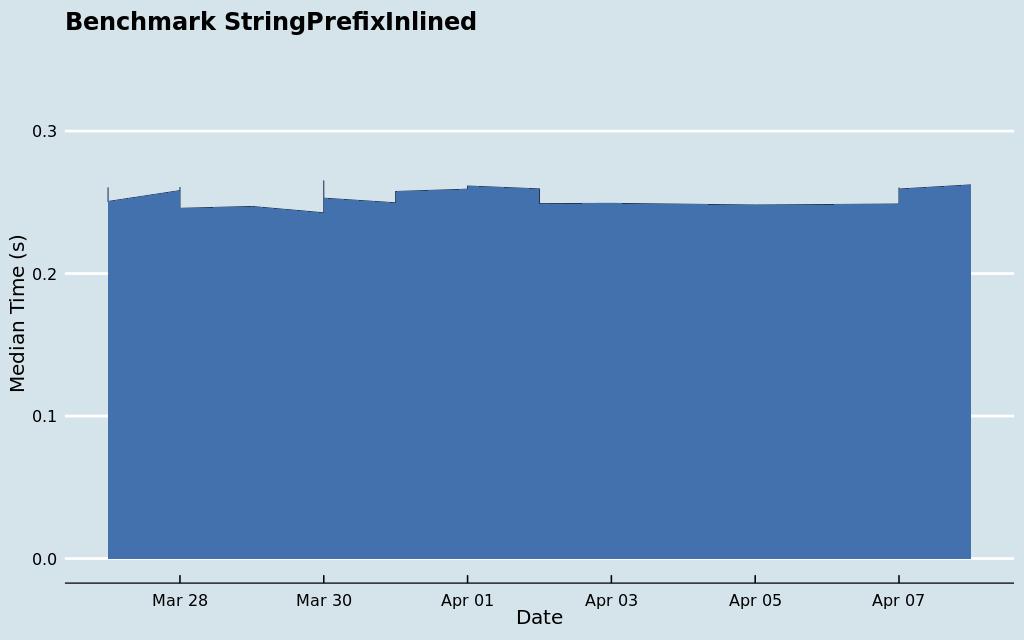 Benchmark StringPrefixInlined
0.3
0.2
0.1
0.0
Median Time (s)
Mar 28 Mar 30 Apr 01 Apr 03 Apr 05 Apr 07
Date